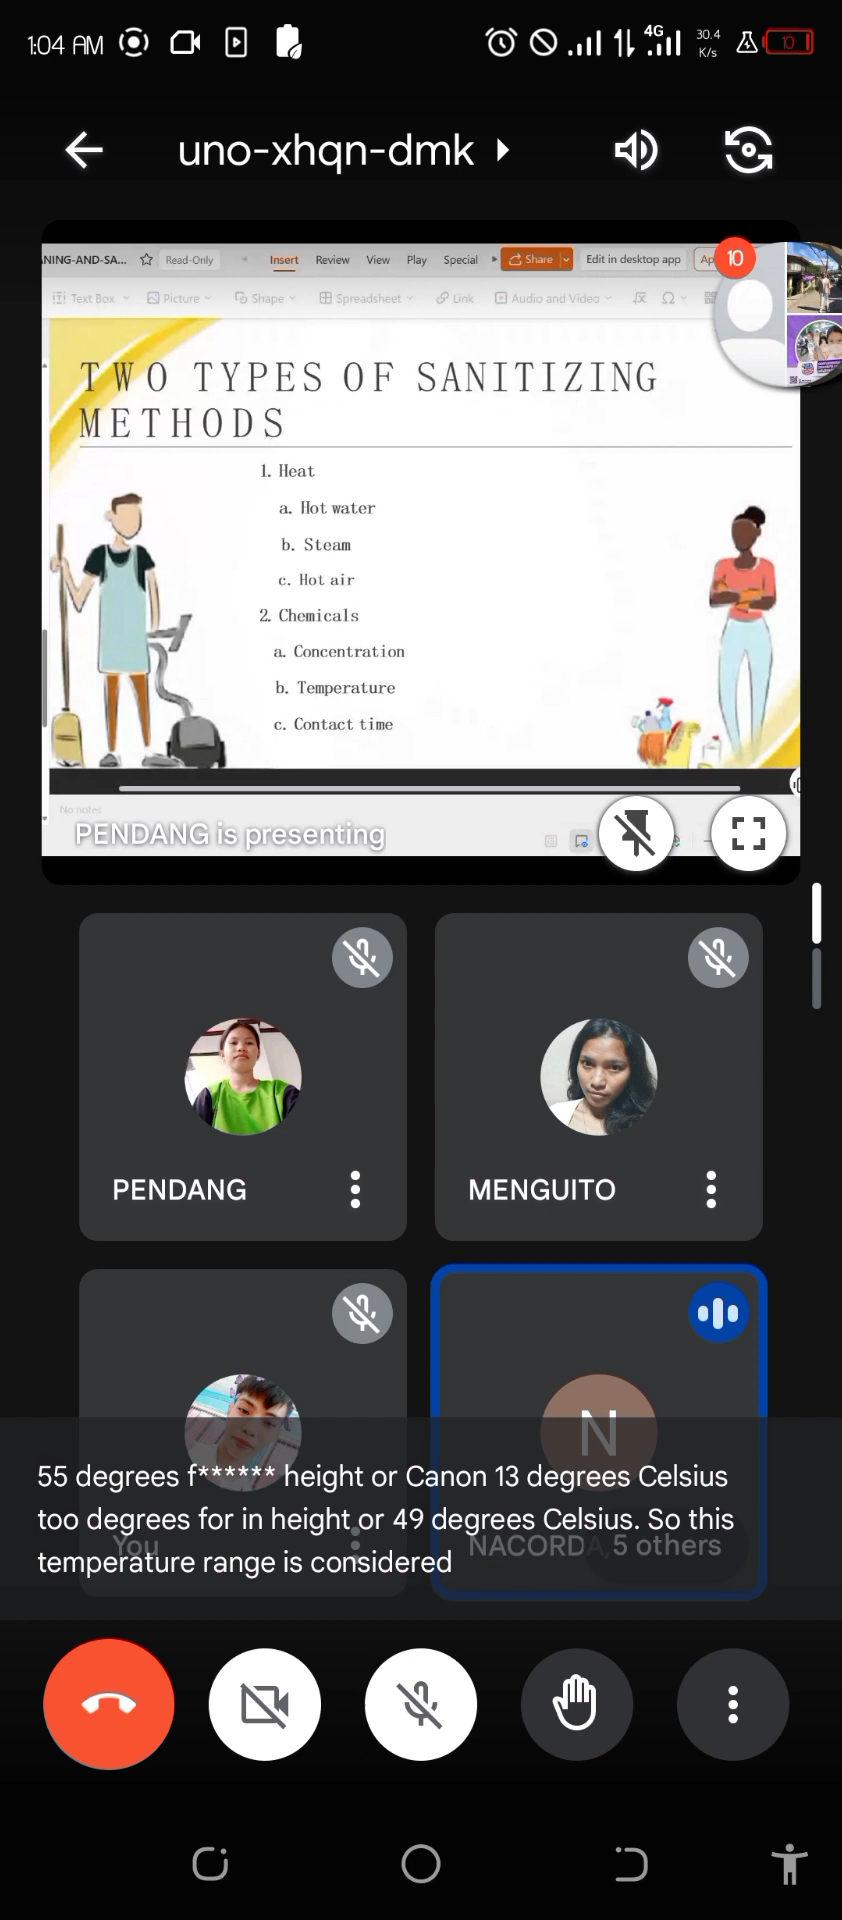 1:04 AM
4G
30.4
K/s
10
uno-xhqn-dmk
NING-AND-SA...
Read-Only
Insert
Review
View
Play
Special
Share
Edit in desktop app
Ap
10
Text Box
Picture
Shape
Spreadsheet
Link
Audio and Video
TWO TYPES OF SANITIZING
METHODS
1. Heat
a. Hot water
b. Steam
c. Hot air
2. Chemicals
a. Concentration
b. Temperature
c. Contact time
No notes
PENDANG is presenting
PENDANG
MENGUITO
N
You
NACORDA,
5 others
55 degrees f****** height or Canon 13 degrees Celsius
too degrees for in height or 49 degrees Celsius. So this
temperature range is considered